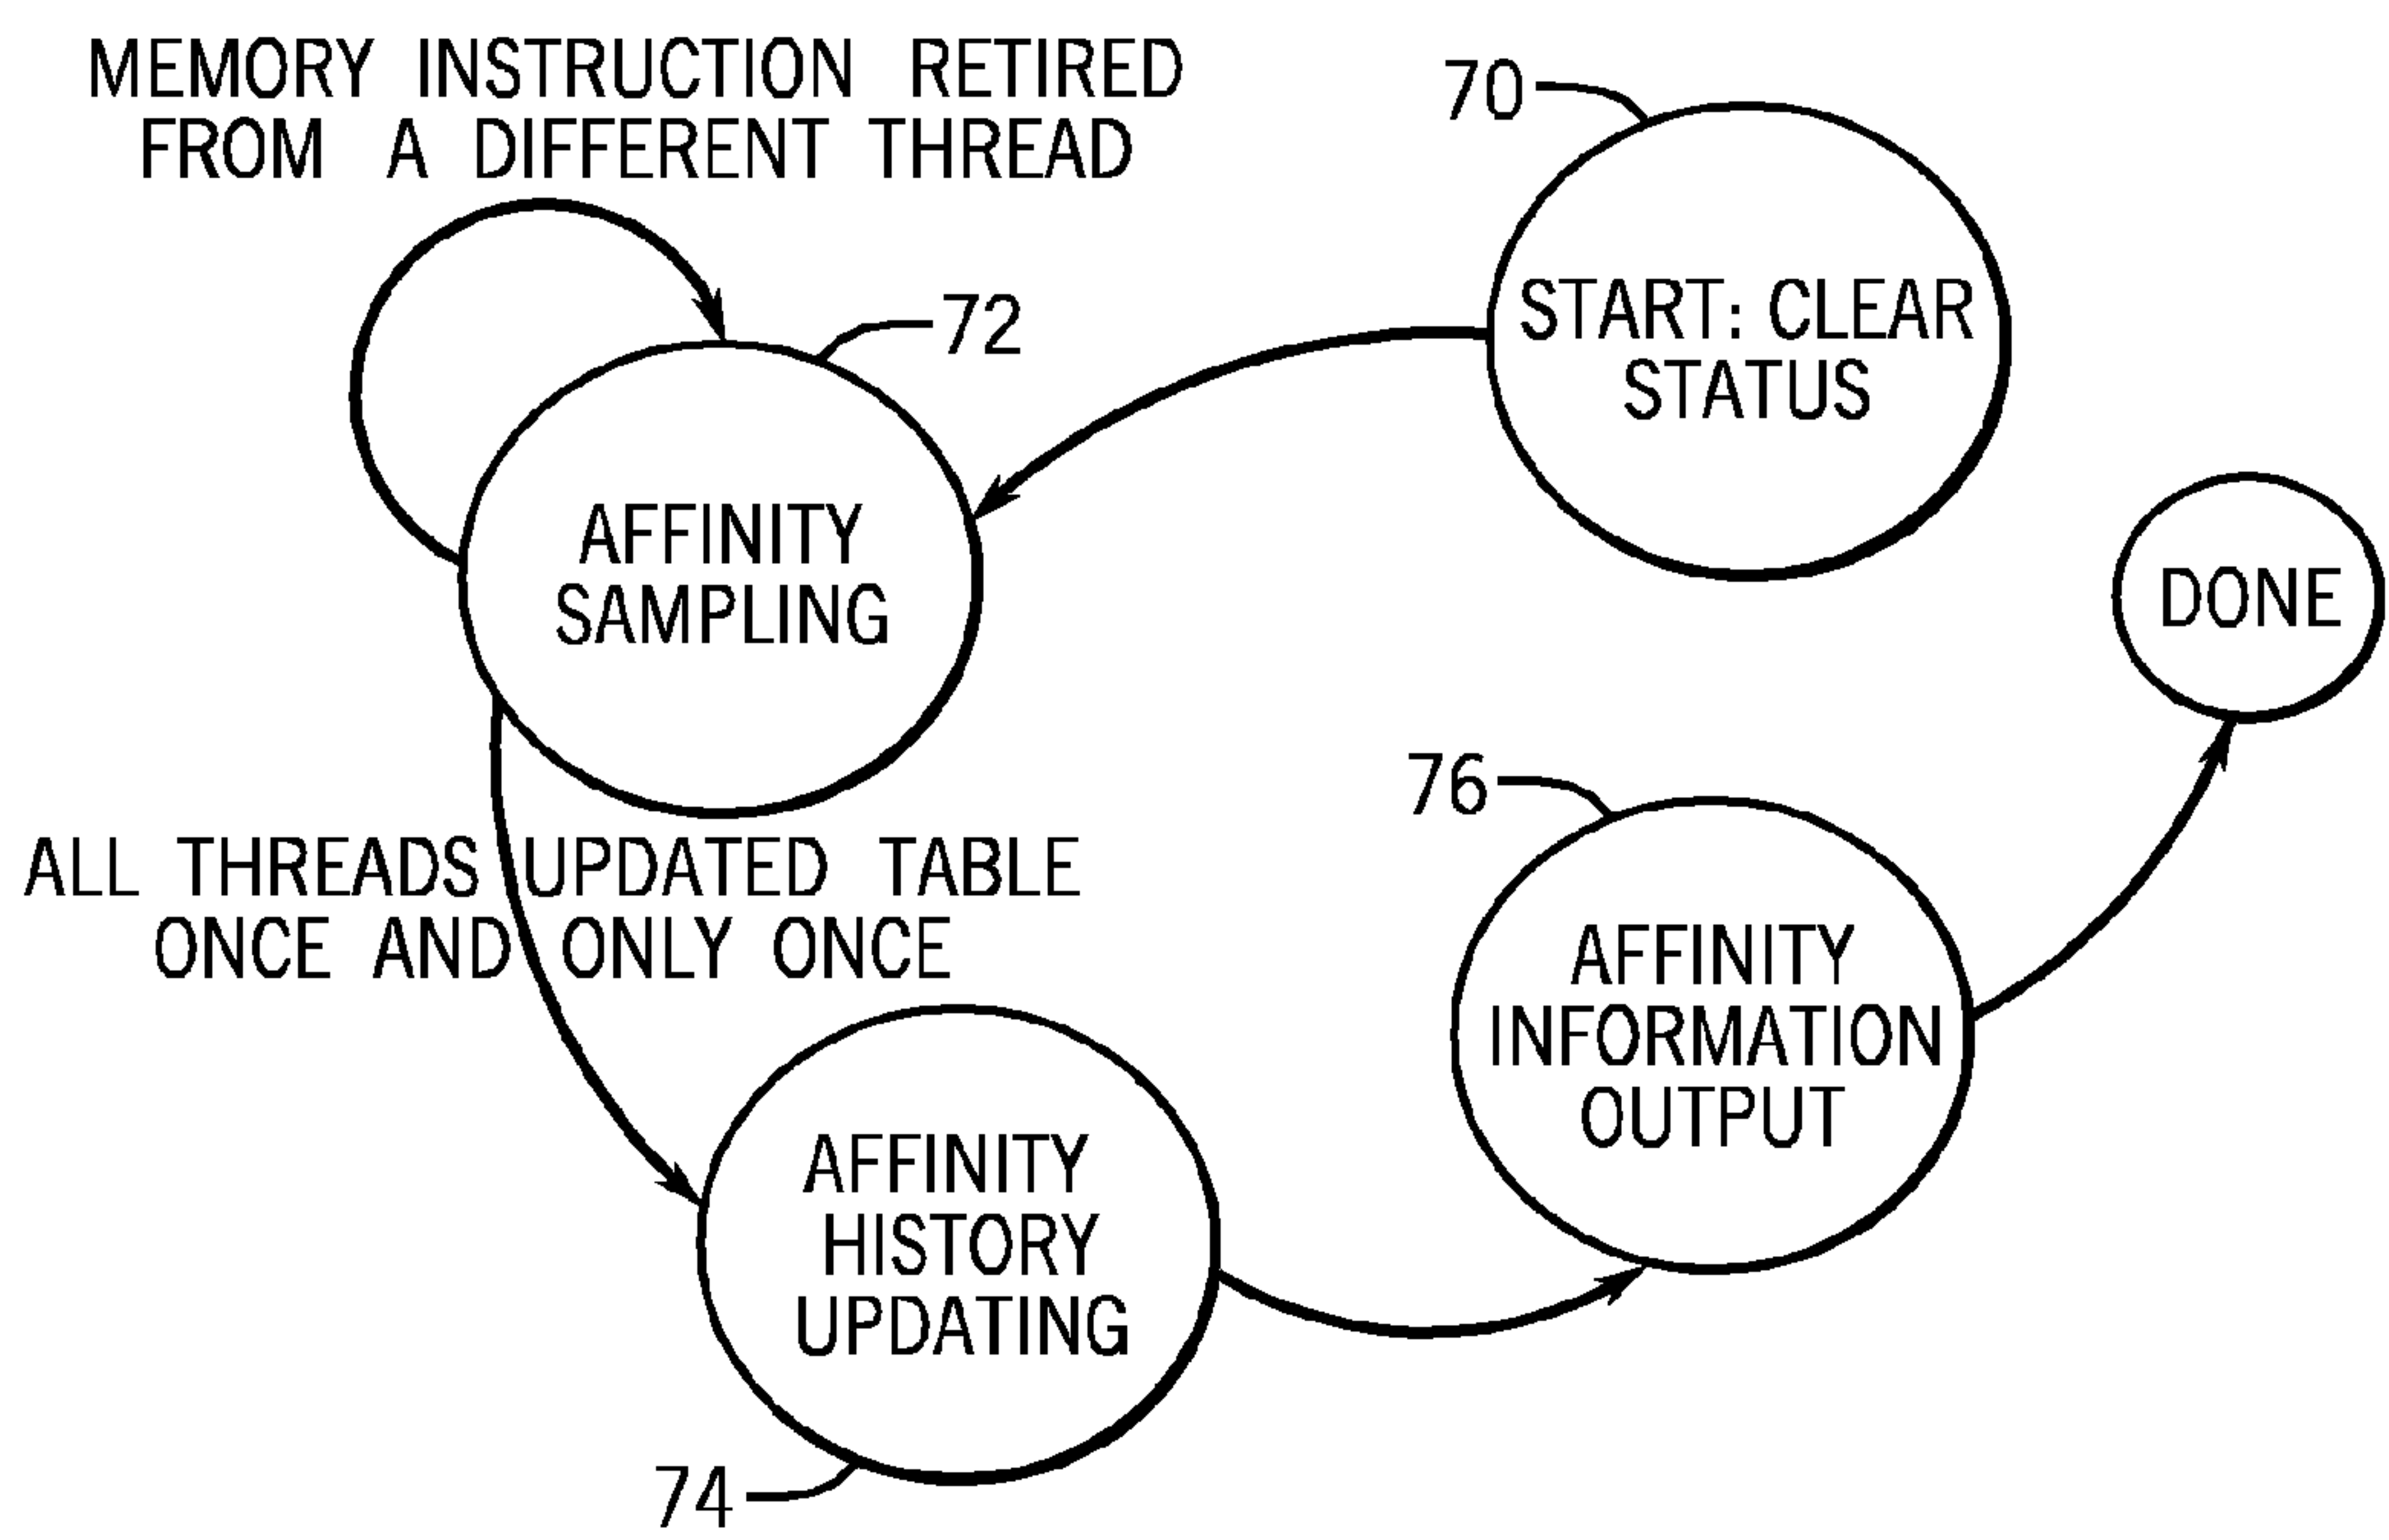 MEMORY INSTRUCTION RETIRED
FROM A DIFFERENT THREAD
70
START: CLEAR
STATUS
72
AFFINITY
SAMPLING
DONE
ALL THREADS UPDATED TABLE
ONCE AND ONLY ONCE
76
AFFINITY
INFORMATION
OUTPUT
AFFINITY
HISTORY
UPDATING
74